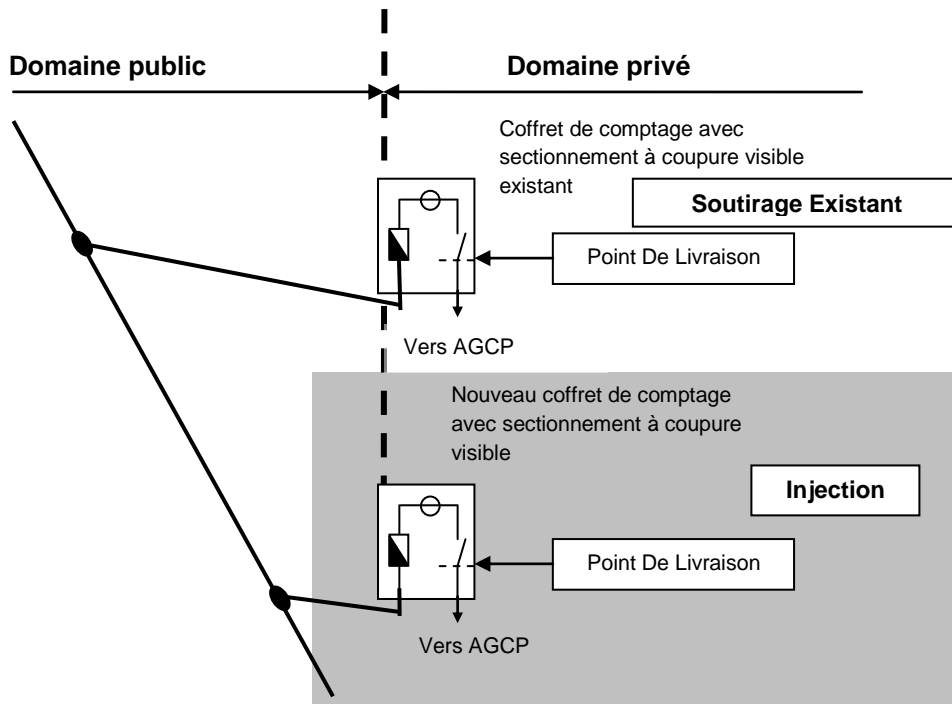 Domaine public
Domaine privé
Coffret de comptage avec
sectionnement à coupure visible
existant
Soutirage Existant
Point De Livraison
Vers AGCP
Nouveau coffret de comptage
avec sectionnement à coupure
visible
Injection
Point De Livraison
Vers AGCP